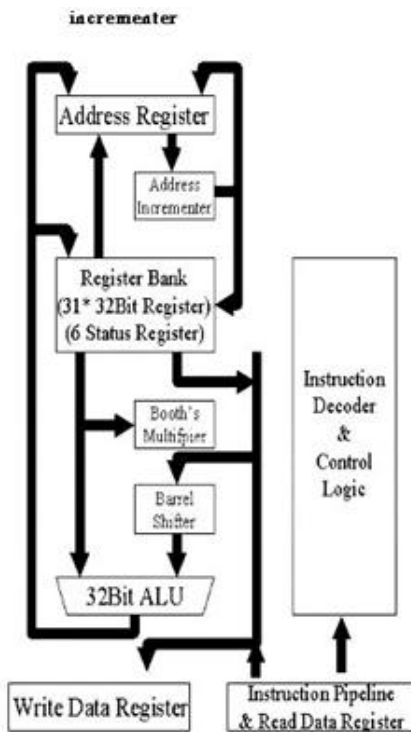 incrementer
Address Register
Address
Incrementer
Register Bank
(31* 32Bit Register)
(6 Status Register)
Instruction
Decoder
&
Control
Logic
Booth's
Multifpier
Barrel
Shifter
32Bit ALU
Write Data Register
Instruction Pipeline
& Read Data Register